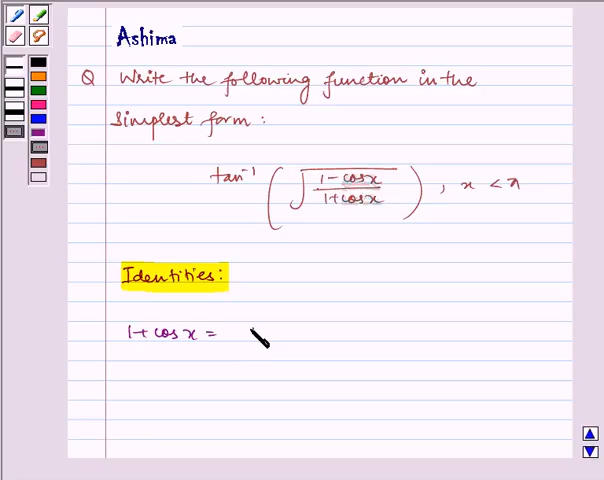 Ashima
Q Write the following function in the
simplest form :
tan⁻¹ ( √((1 - cos x)/(1 + cos x)) ) , x < π
Identities :
1 + cos x =